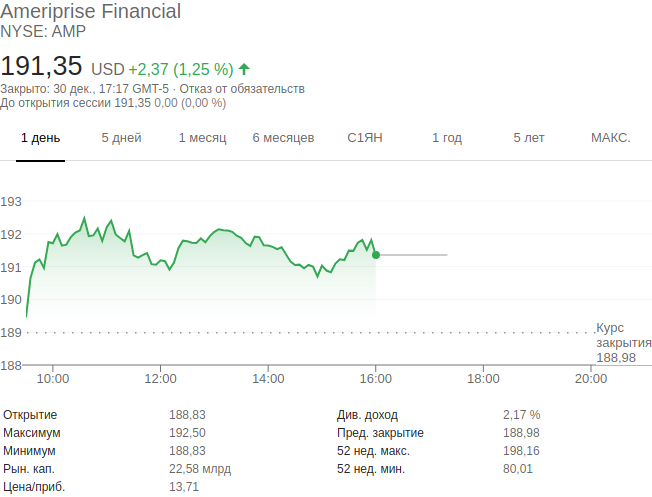 Ameriprise Financial
NYSE: AMP
191,35 USD +2,37 (1,25 %)
Закрыто: 30 дек., 17:17 GMT-5 · Отказ от обязательств
До открытия сессии 191,35 0,00 (0,00 %)
1 день 5 дней 1 месяц 6 месяцев С1ЯН 1 год 5 лет МАКС.
193
192
191
190
189
Курс
закрытия
188,98
188
10:00 12:00 14:00 16:00 18:00 20:00
Открытие 188,83 Див. доход 2,17 %
Максимум 192,50 Пред. закрытие 188,98
Минимум 188,83 52 нед. макс. 198,16
Рын. кап. 22,58 млрд 52 нед. мин. 80,01
Цена/приб. 13,71